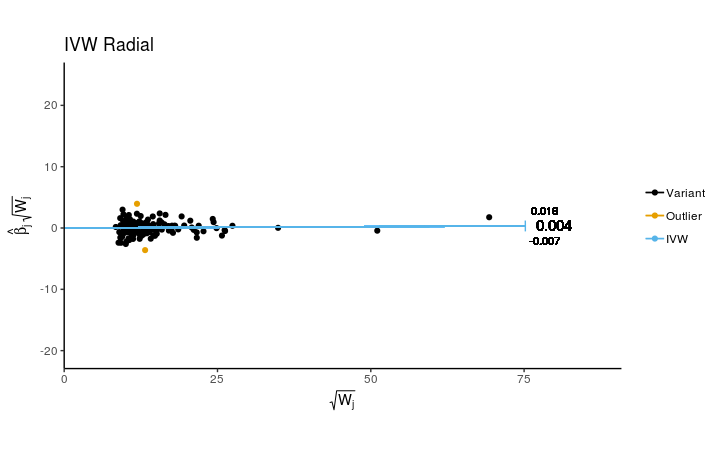 IVW Radial
20
10
0
-10
-20
β̂j√Wj
0
25
50
75
√Wj
0.016
0.004
-0.007
Variant
Outlier
IVW